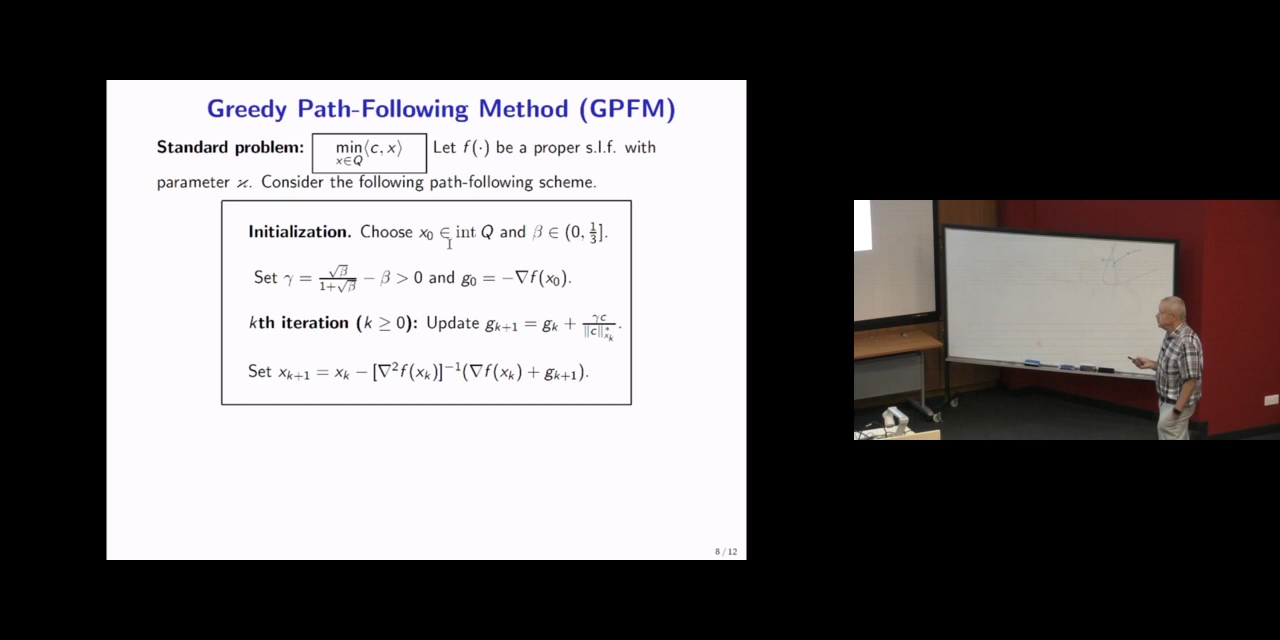 Greedy Path-Following Method (GPFM)
Standard problem: min_{x∈Q}⟨c, x⟩ Let f(·) be a proper s.l.f. with
parameter ϰ. Consider the following path-following scheme.
Initialization. Choose x₀ ∈ int Q and β ∈ (0, 1/3].
Set γ = √β/(1+√β) − β > 0 and g₀ = −∇f(x₀).
kth iteration (k ≥ 0): Update g_{k+1} = g_k + γc/‖c‖*_{x_k}.
Set x_{k+1} = x_k − [∇²f(x_k)]⁻¹(∇f(x_k) + g_{k+1}).
8 / 12